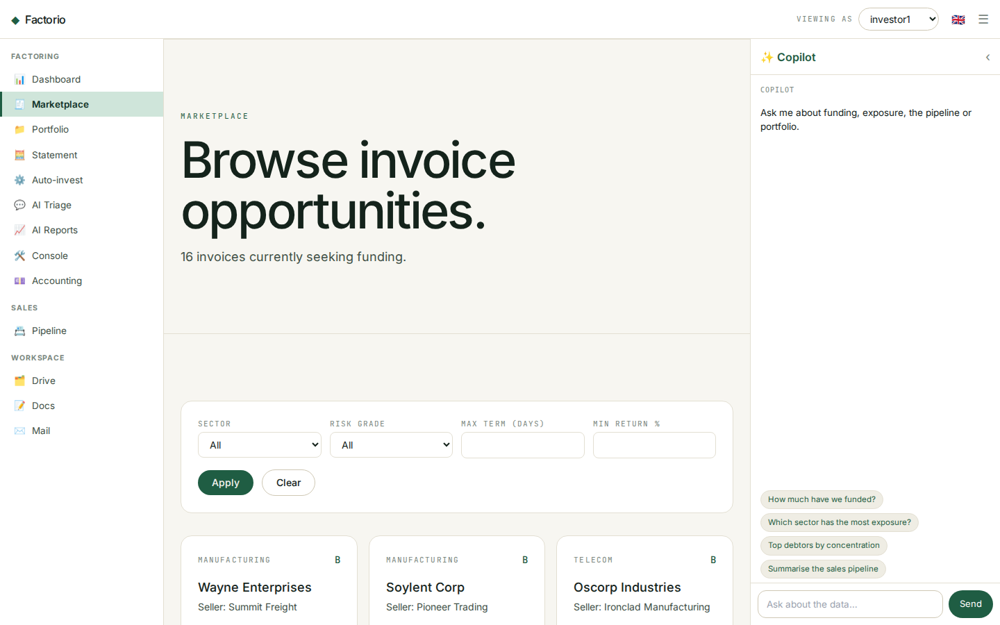 Factorio
VIEWING AS
investor1
FACTORING
Dashboard
Marketplace
Portfolio
Statement
Auto-invest
AI Triage
AI Reports
Console
Accounting
SALES
Pipeline
WORKSPACE
Drive
Docs
Mail
MARKETPLACE
Browse invoice
opportunities.
16 invoices currently seeking funding.
SECTOR
RISK GRADE
MAX TERM (DAYS)
MIN RETURN %
All
All
Apply
Clear
MANUFACTURING
B
Wayne Enterprises
Seller: Summit Freight
MANUFACTURING
B
Soylent Corp
Seller: Pioneer Trading
TELECOM
B
Oscorp Industries
Seller: Ironclad Manufacturing
✨ Copilot
COPILOT
Ask me about funding, exposure, the pipeline or
portfolio.
How much have we funded?
Which sector has the most exposure?
Top debtors by concentration
Summarise the sales pipeline
Ask about the data...
Send